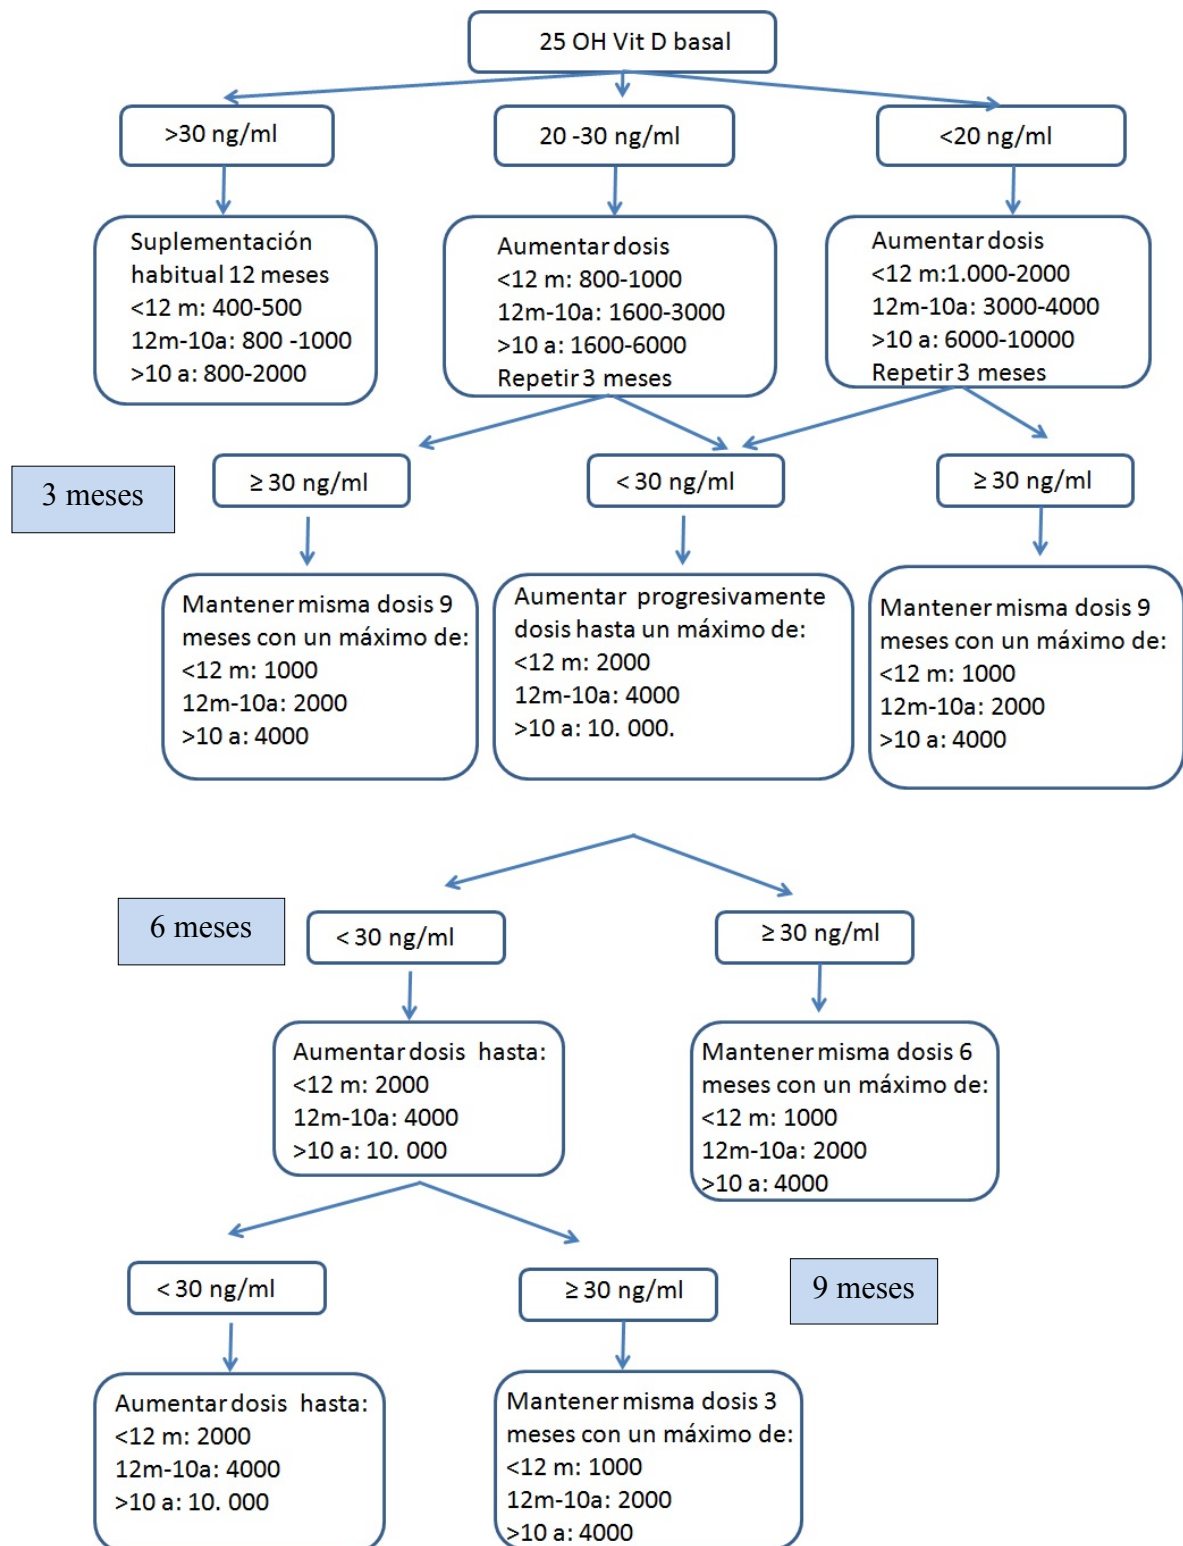 25 OH Vit D basal
>30 ng/ml
20 -30 ng/ml
<20 ng/ml
Suplementación
habitual 12 meses
<12 m: 400-500
12m-10a: 800 -1000
>10 a: 800-2000
Aumentar dosis
<12 m: 800-1000
12m-10a: 1600-3000
>10 a: 1600-6000
Repetir 3 meses
Aumentar dosis
<12 m:1.000-2000
12m-10a: 3000-4000
>10 a: 6000-10000
Repetir 3 meses
3 meses
≥ 30 ng/ml
< 30 ng/ml
≥ 30 ng/ml
Mantener misma dosis 9
meses con un máximo de:
<12 m: 1000
12m-10a: 2000
>10 a: 4000
Aumentar progresivamente
dosis hasta un máximo de:
<12 m: 2000
12m-10a: 4000
>10 a: 10. 000.
Mantener misma dosis 9
meses con un máximo de:
<12 m: 1000
12m-10a: 2000
>10 a: 4000
6 meses
< 30 ng/ml
≥ 30 ng/ml
Aumentar dosis hasta:
<12 m: 2000
12m-10a: 4000
>10 a: 10. 000
Mantener misma dosis 6
meses con un máximo de:
<12 m: 1000
12m-10a: 2000
>10 a: 4000
< 30 ng/ml
≥ 30 ng/ml
9 meses
Aumentar dosis hasta:
<12 m: 2000
12m-10a: 4000
>10 a: 10. 000
Mantener misma dosis 3
meses con un máximo de:
<12 m: 1000
12m-10a: 2000
>10 a: 4000